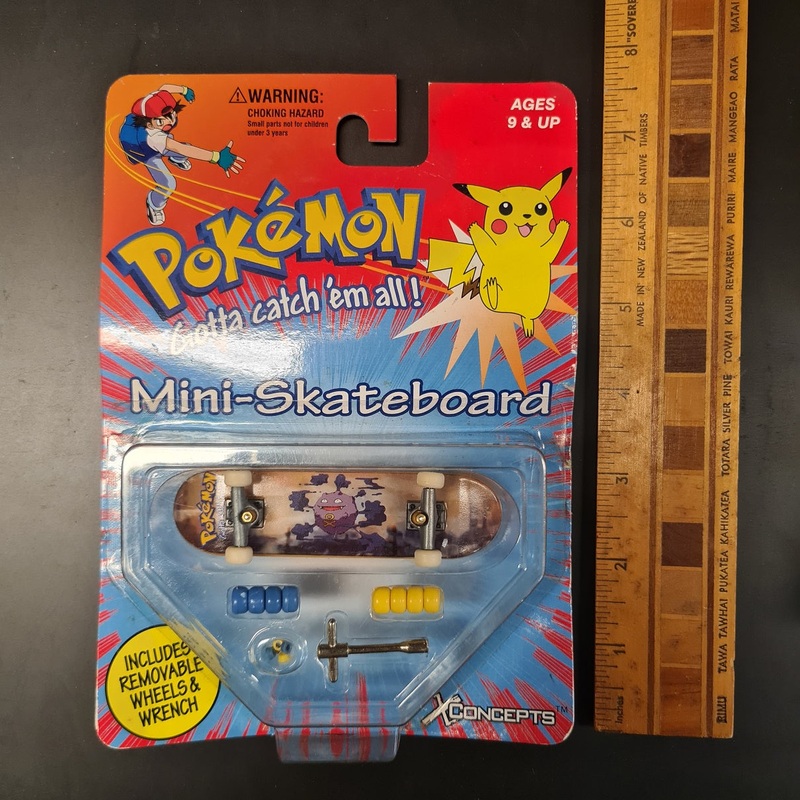 ⚠WARNING:
CHOKING HAZARD
Small parts not for children
under 3 years
AGES
9 & UP
POKéMON
Gotta catch 'em all!
Mini-Skateboard
POKéMON
INCLUDES
REMOVABLE
WHEELS &
WRENCH
XCONCEPTS™
8 "SOVERE
7
6
5
4
3
2
1
Inches
MADE IN NEW ZEALAND OF NATIVE TIMBERS
RIMU TAWA TAWHAI PUKATEA KAHIKATEA TOTARA SILVER PINE TOWAI KAURI REWAREWA PURIRI MAIRE MANGEAO RATA MATAI